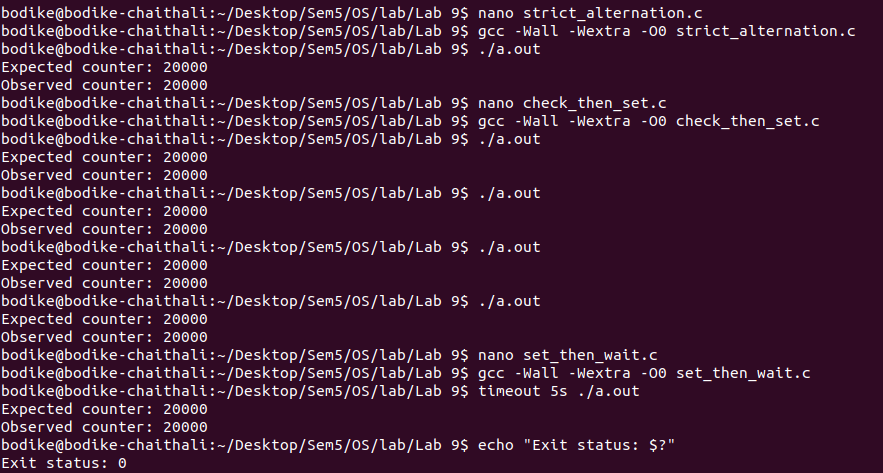 bodike@bodike-chaithali:~/Desktop/Sem5/OS/lab/Lab 9$ nano strict_alternation.c
bodike@bodike-chaithali:~/Desktop/Sem5/OS/lab/Lab 9$ gcc -Wall -Wextra -O0 strict_alternation.c
bodike@bodike-chaithali:~/Desktop/Sem5/OS/lab/Lab 9$ ./a.out
Expected counter: 20000
Observed counter: 20000
bodike@bodike-chaithali:~/Desktop/Sem5/OS/lab/Lab 9$ nano check_then_set.c
bodike@bodike-chaithali:~/Desktop/Sem5/OS/lab/Lab 9$ gcc -Wall -Wextra -O0 check_then_set.c
bodike@bodike-chaithali:~/Desktop/Sem5/OS/lab/Lab 9$ ./a.out
Expected counter: 20000
Observed counter: 20000
bodike@bodike-chaithali:~/Desktop/Sem5/OS/lab/Lab 9$ ./a.out
Expected counter: 20000
Observed counter: 20000
bodike@bodike-chaithali:~/Desktop/Sem5/OS/lab/Lab 9$ ./a.out
Expected counter: 20000
Observed counter: 20000
bodike@bodike-chaithali:~/Desktop/Sem5/OS/lab/Lab 9$ ./a.out
Expected counter: 20000
Observed counter: 20000
bodike@bodike-chaithali:~/Desktop/Sem5/OS/lab/Lab 9$ nano set_then_wait.c
bodike@bodike-chaithali:~/Desktop/Sem5/OS/lab/Lab 9$ gcc -Wall -Wextra -O0 set_then_wait.c
bodike@bodike-chaithali:~/Desktop/Sem5/OS/lab/Lab 9$ timeout 5s ./a.out
Expected counter: 20000
Observed counter: 20000
bodike@bodike-chaithali:~/Desktop/Sem5/OS/lab/Lab 9$ echo "Exit status: $?"
Exit status: 0